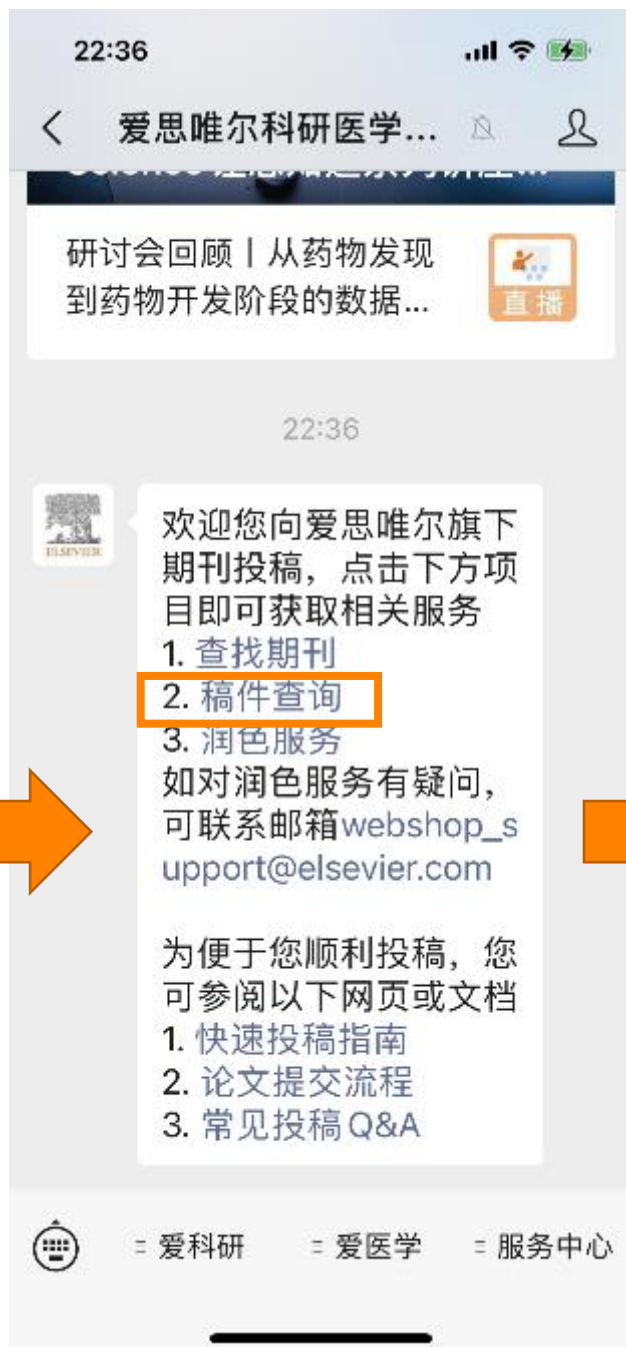 22:36
爱思唯尔科研医学...
研讨会回顾丨从药物发现
到药物开发阶段的数据...
直播
22:36
ELSEVIER
欢迎您向爱思唯尔旗下
期刊投稿，点击下方项
目即可获取相关服务
1. 查找期刊
2. 稿件查询
3. 润色服务
如对润色服务有疑问，
可联系邮箱webshop_s
upport@elsevier.com
为便于您顺利投稿，您
可参阅以下网页或文档
1. 快速投稿指南
2. 论文提交流程
3. 常见投稿Q&A
爱科研
爱医学
服务中心